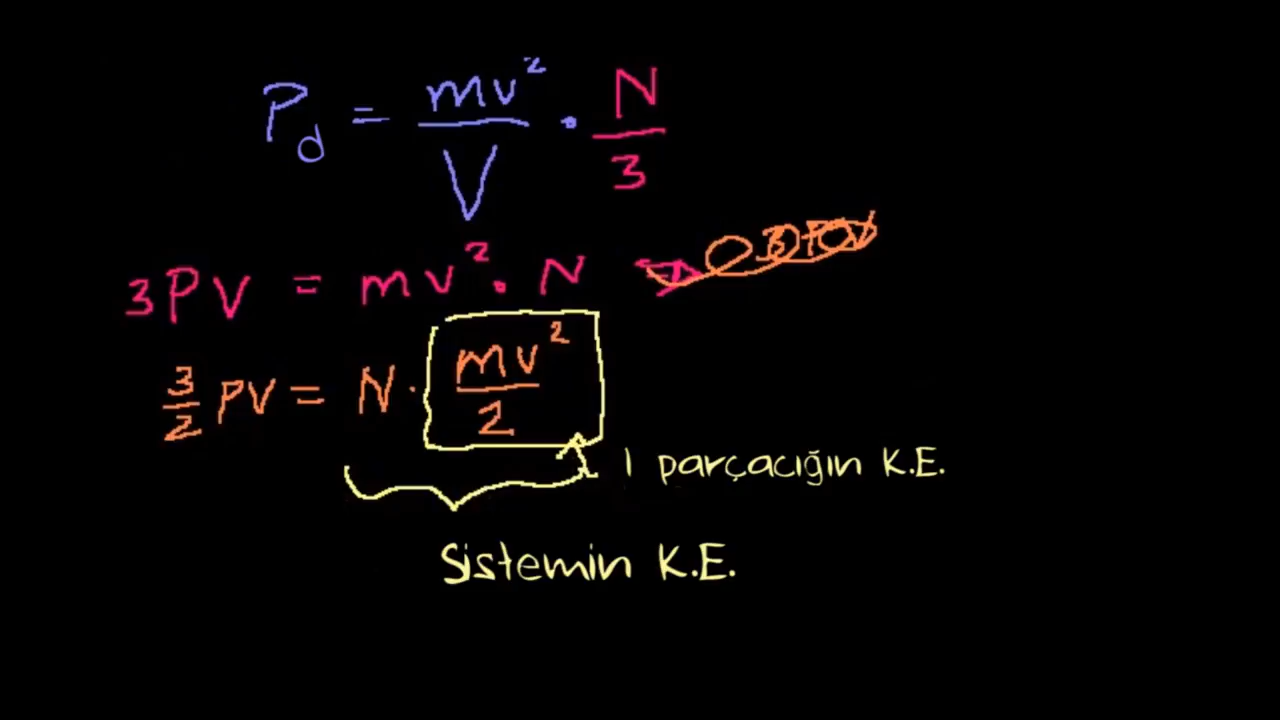 P_d = mv²/V · N/3
3PV = mv² · N
3/2 PV = N · mv²/2
1 parçacığın K.E.
Sistemin K.E.